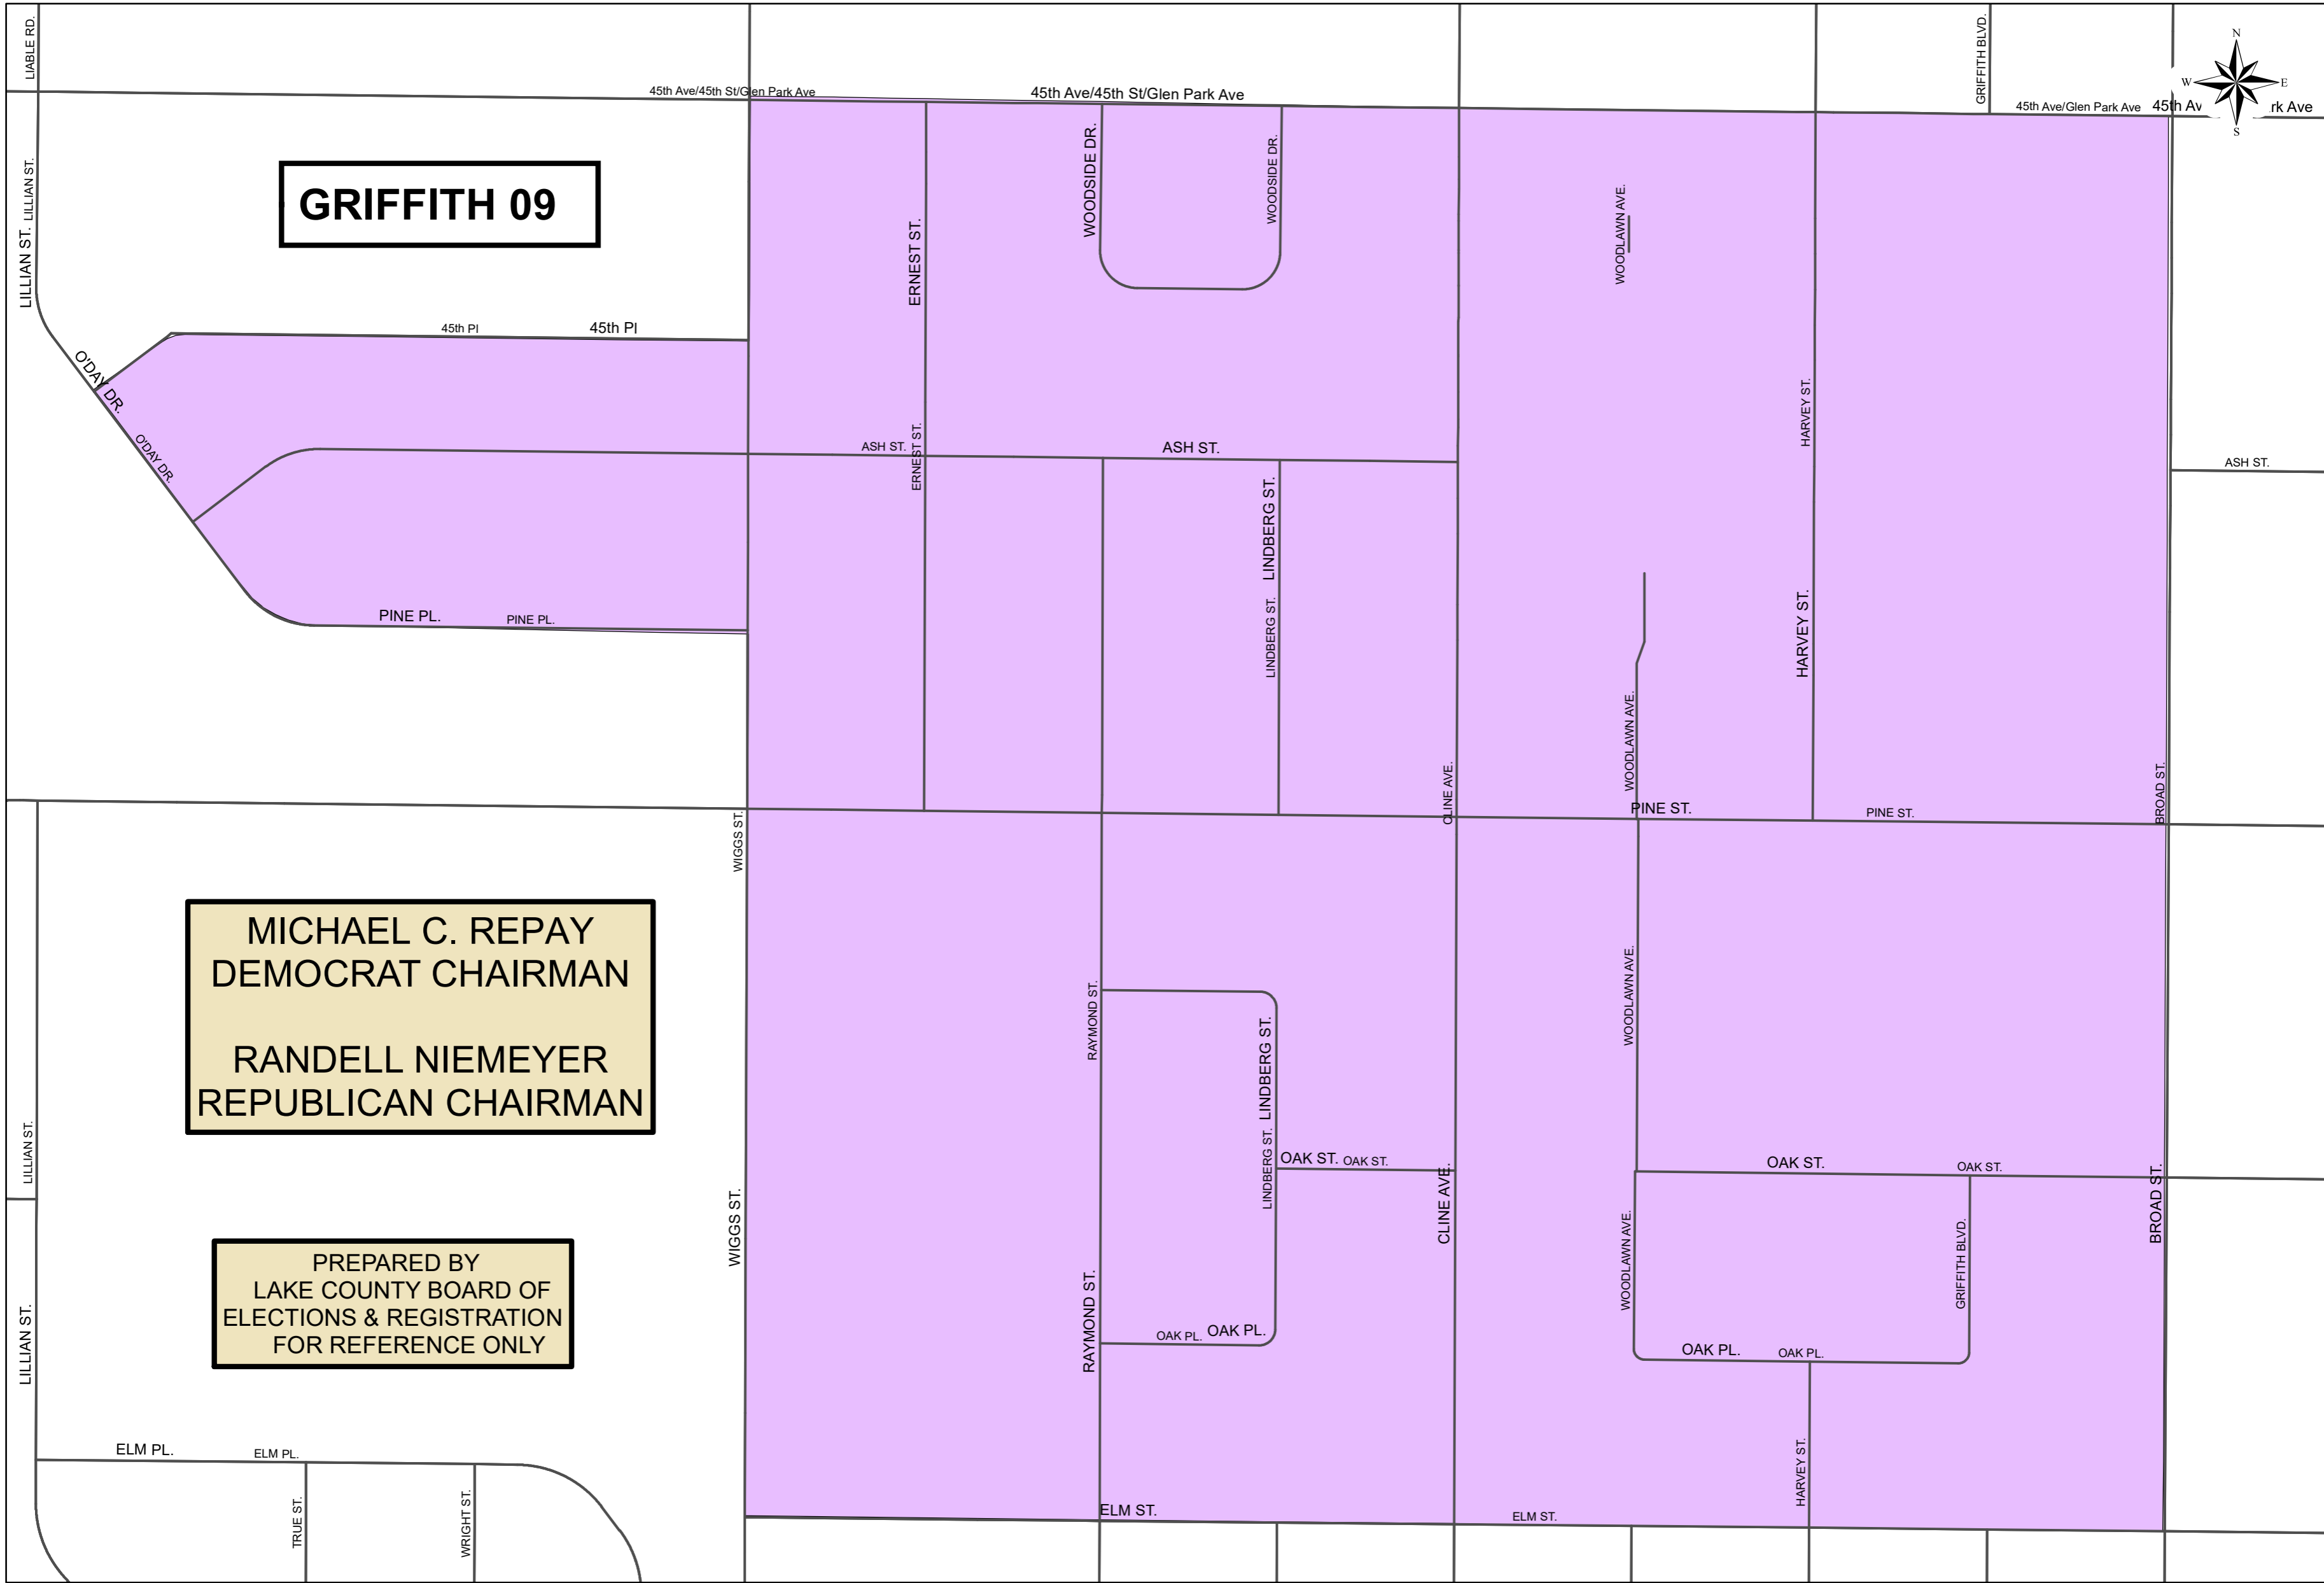 LIABLE RD.
GRIFFITH BLVD.
N
W
E
S
45th Ave/45th St/Glen Park Ave
45th Ave/45th St/Glen Park Ave
45th Ave/Glen Park Ave
45th Av
rk Ave
LILLIAN ST.
LILLIAN ST.
GRIFFITH 09
ERNEST ST.
WOODSIDE DR.
WOODSIDE DR.
WOODLAWN AVE.
45th Pl
45th Pl
O'DAY DR.
O'DAY DR.
ASH ST.
ERNEST ST.
ASH ST.
HARVEY ST.
ASH ST.
LINDBERG ST.
LINDBERG ST.
HARVEY ST.
PINE PL.
PINE PL.
WOODLAWN AVE.
CLINE AVE.
BROAD ST.
PINE ST.
PINE ST.
WIGGS ST.
MICHAEL C. REPAY
DEMOCRAT CHAIRMAN
RANDELL NIEMEYER
REPUBLICAN CHAIRMAN
RAYMOND ST.
LINDBERG ST.
WOODLAWN AVE.
LILLIAN ST.
LINDBERG ST.
OAK ST.
OAK ST.
CLINE AVE.
OAK ST.
OAK ST.
BROAD ST.
WIGGS ST.
PREPARED BY
LAKE COUNTY BOARD OF
ELECTIONS & REGISTRATION
FOR REFERENCE ONLY
LILLIAN ST.
RAYMOND ST.
OAK PL.
OAK PL.
WOODLAWN AVE.
GRIFFITH BLVD.
OAK PL.
OAK PL.
ELM PL.
ELM PL.
TRUE ST.
WRIGHT ST.
HARVEY ST.
ELM ST.
ELM ST.